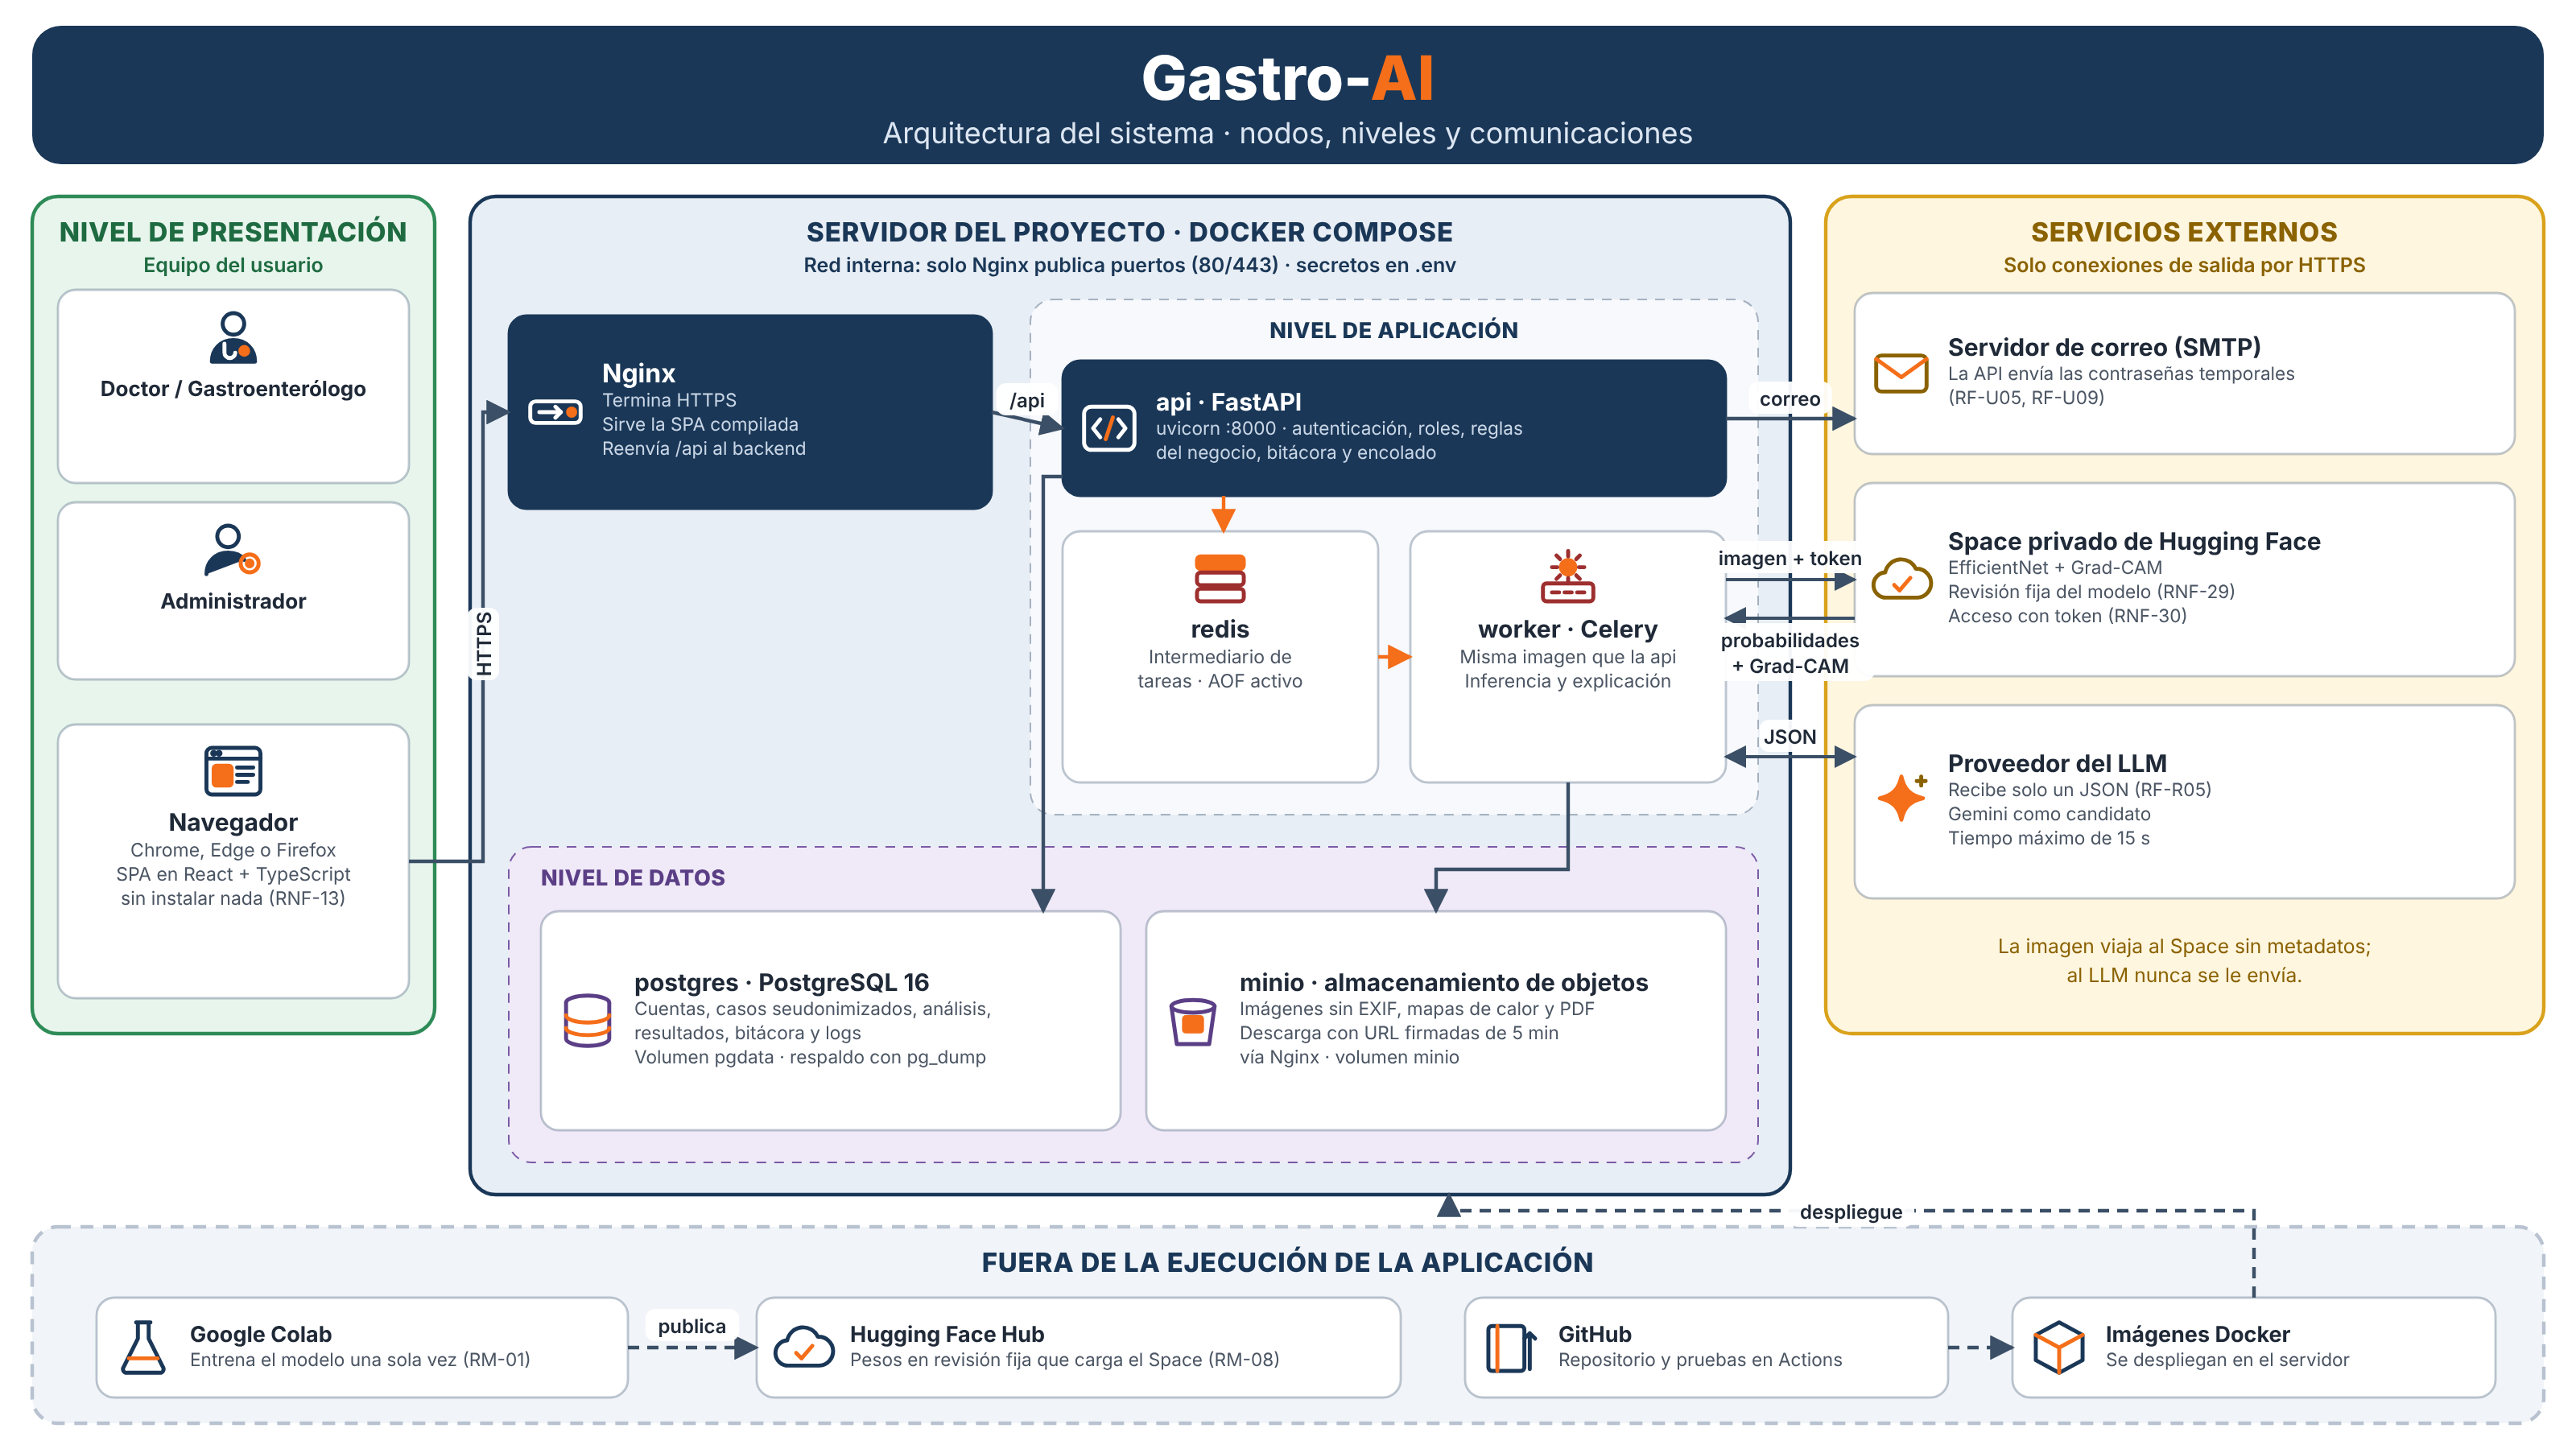 Gastro-AI
Arquitectura del sistema · nodos, niveles y comunicaciones
NIVEL DE PRESENTACIÓN
Equipo del usuario
Doctor / Gastroenterólogo
Administrador
Navegador
Chrome, Edge o Firefox
SPA en React + TypeScript
sin instalar nada (RNF-13)
HTTPS
SERVIDOR DEL PROYECTO · DOCKER COMPOSE
Red interna: solo Nginx publica puertos (80/443) · secretos en .env
Nginx
Termina HTTPS
Sirve la SPA compilada
Reenvía /api al backend
/api
NIVEL DE APLICACIÓN
api · FastAPI
uvicorn :8000 · autenticación, roles, reglas
del negocio, bitácora y encolado
redis
Intermediario de
tareas · AOF activo
worker · Celery
Misma imagen que la api
Inferencia y explicación
NIVEL DE DATOS
postgres · PostgreSQL 16
Cuentas, casos seudonimizados, análisis,
resultados, bitácora y logs
Volumen pgdata · respaldo con pg_dump
minio · almacenamiento de objetos
Imágenes sin EXIF, mapas de calor y PDF
Descarga con URL firmadas de 5 min
vía Nginx · volumen minio
correo
imagen + token
probabilidades
+ Grad-CAM
JSON
SERVICIOS EXTERNOS
Solo conexiones de salida por HTTPS
Servidor de correo (SMTP)
La API envía las contraseñas temporales
(RF-U05, RF-U09)
Space privado de Hugging Face
EfficientNet + Grad-CAM
Revisión fija del modelo (RNF-29)
Acceso con token (RNF-30)
Proveedor del LLM
Recibe solo un JSON (RF-R05)
Gemini como candidato
Tiempo máximo de 15 s
La imagen viaja al Space sin metadatos;
al LLM nunca se le envía.
despliegue
FUERA DE LA EJECUCIÓN DE LA APLICACIÓN
Google Colab
Entrena el modelo una sola vez (RM-01)
publica
Hugging Face Hub
Pesos en revisión fija que carga el Space (RM-08)
GitHub
Repositorio y pruebas en Actions
Imágenes Docker
Se despliegan en el servidor